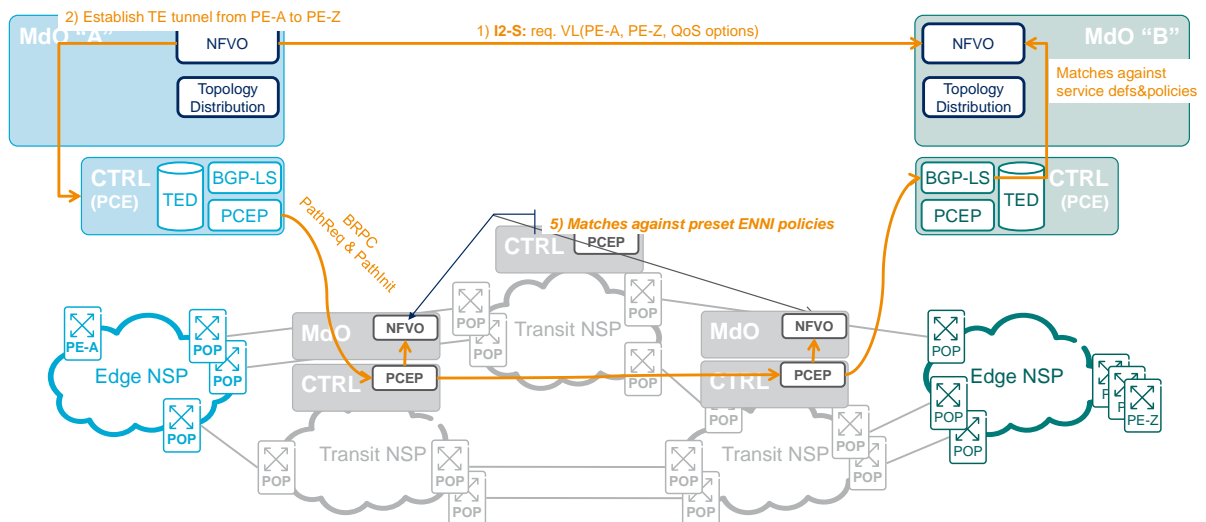 2) Establish TE tunnel from PE-A to PE-Z
MdO "A"
NFVO
Topology
Distribution
1) I2-S: req. VL(PE-A, PE-Z, QoS options)
NFVO
MdO "B"
Topology
Distribution
Matches against
service defs&policies
CTRL
(PCE)
TED
BGP-LS
PCEP
BRPC
PathReq & PathInit
5) Matches against preset ENNI policies
CTRL
PCEP
BGP-LS
PCEP
TED
CTRL
(PCE)
PE-A
POP
POP
Edge NSP
POP
MdO
NFVO
CTRL
PCEP
POP
POP
Transit NSP
POP
POP
MdO
NFVO
CTRL
PCEP
POP
Edge NSP
POP
POP
PE-Z
POP
Transit NSP
POP
POP
POP
POP
Transit NSP
POP
POP